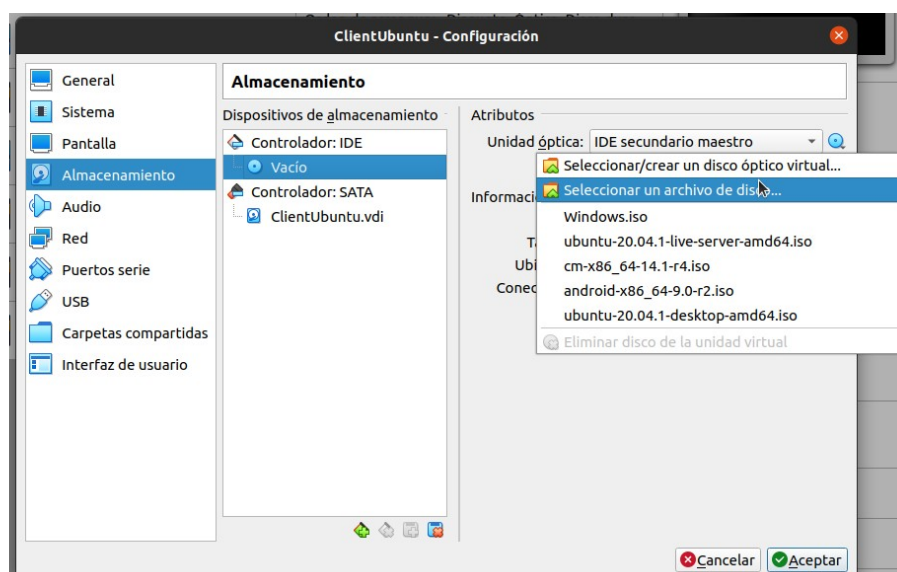 ClientUbuntu - Configuración
General
Sistema
Pantalla
Almacenamiento
Audio
Red
Puertos serie
USB
Carpetas compartidas
Interfaz de usuario
Almacenamiento
Dispositivos de almacenamiento
Controlador: IDE
Vacío
Controlador: SATA
ClientUbuntu.vdi
Atributos
Unidad óptica: IDE secundario maestro
Seleccionar/crear un disco óptico virtual...
Seleccionar un archivo de disco...
Windows.iso
ubuntu-20.04.1-live-server-amd64.iso
cm-x86_64-14.1-r4.iso
android-x86_64-9.0-r2.iso
ubuntu-20.04.1-desktop-amd64.iso
Eliminar disco de la unidad virtual
Informaci
T
Ubi
Conec
Cancelar
Aceptar